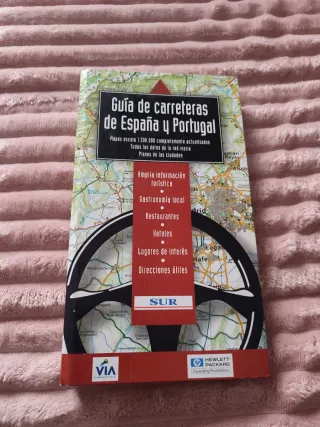 Guía de carreteras
de España y Portugal
Mapas escala 1:300.000 completamente actualizados
Todos los datos de la red viaria
Planos de las ciudades
Amplia información
turística
Gastronomía local
Restaurantes
Hoteles
Lugares de interés
Direcciones útiles
SUR
VIA
HEWLETT
PACKARD